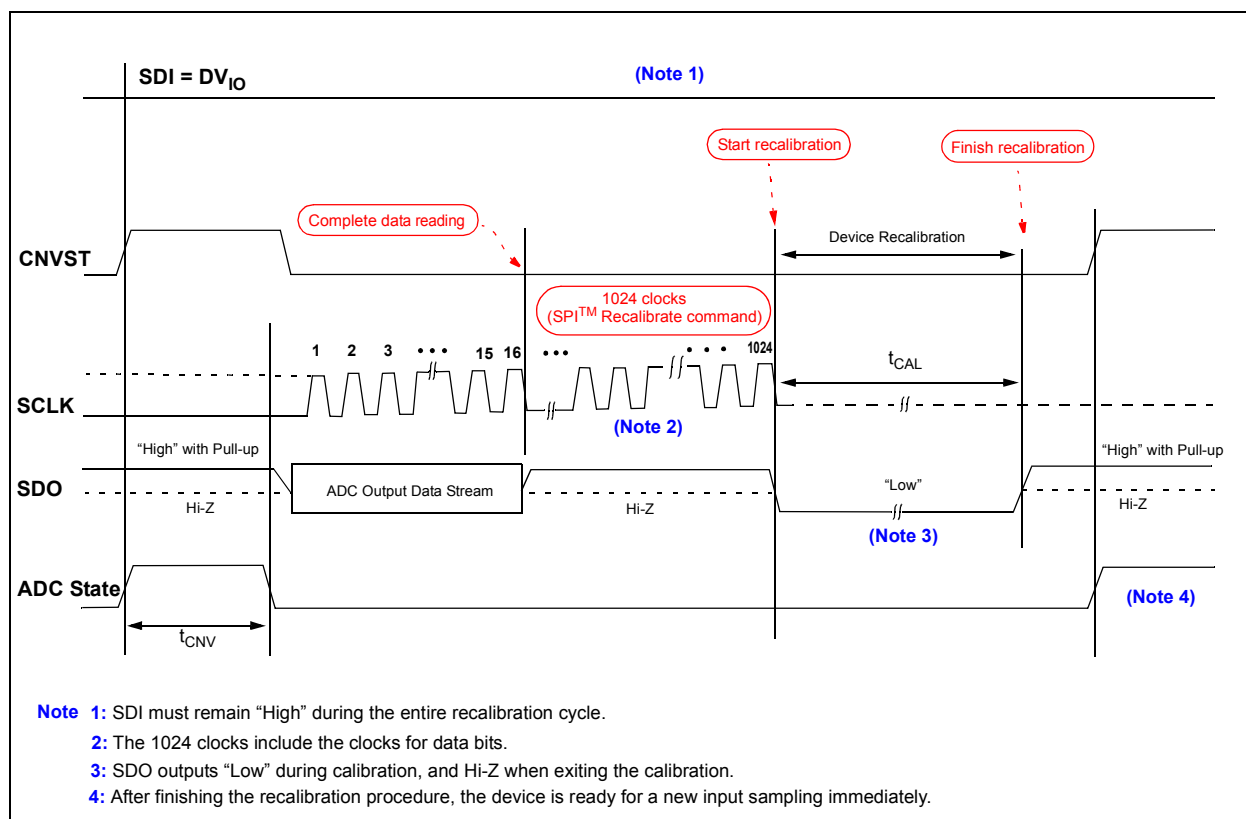 SDI = DVIO
(Note 1)
Start recalibration
Finish recalibration
Complete data reading
Device Recalibration
CNVST
1024 clocks
(SPI™ Recalibrate command)
1 2 3 • • • 15 16 • • • • • • 1024
tCAL
SCLK
(Note 2)
“High” with Pull-up
“High” with Pull-up
SDO
ADC Output Data Stream
“Low”
Hi-Z
Hi-Z
Hi-Z
(Note 3)
ADC State
(Note 4)
tCNV
Note 1: SDI must remain “High” during the entire recalibration cycle.
2: The 1024 clocks include the clocks for data bits.
3: SDO outputs “Low” during calibration, and Hi-Z when exiting the calibration.
4: After finishing the recalibration procedure, the device is ready for a new input sampling immediately.